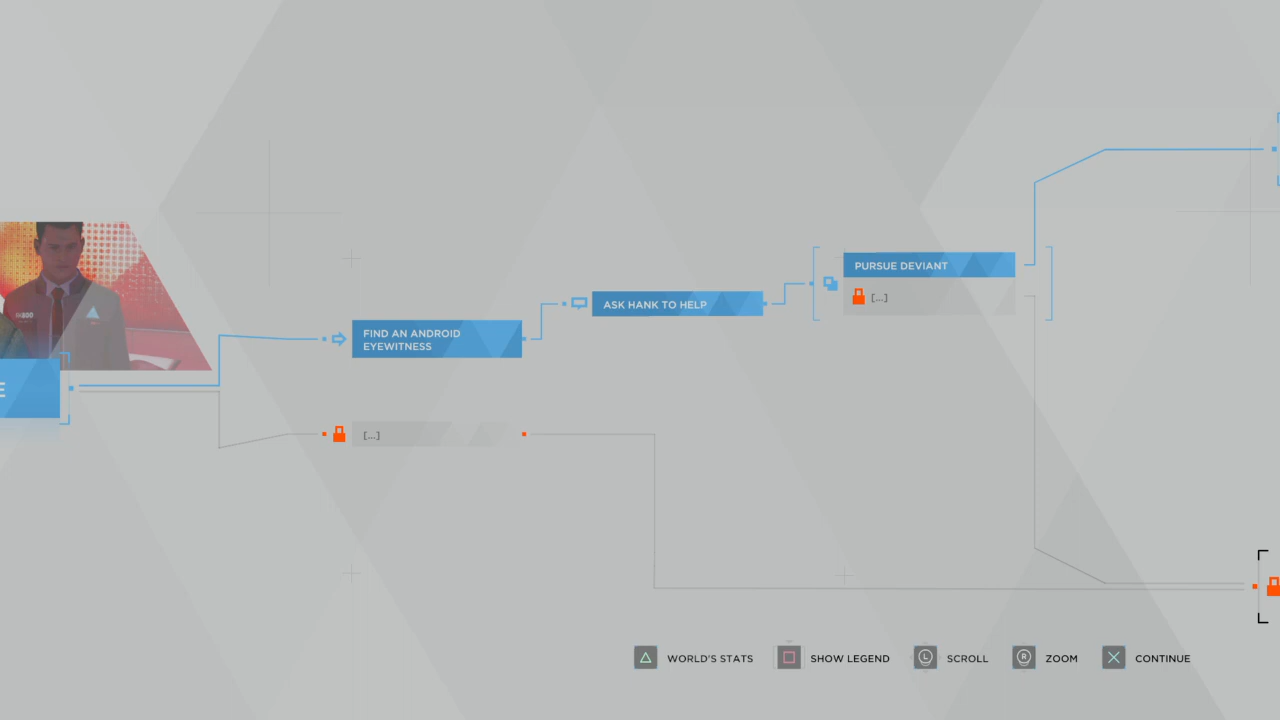 PURSUE DEVIANT
[...]
ASK HANK TO HELP
FIND AN ANDROID
EYEWITNESS
E
[...]
WORLD'S STATS
SHOW LEGEND
L
SCROLL
R
ZOOM
CONTINUE